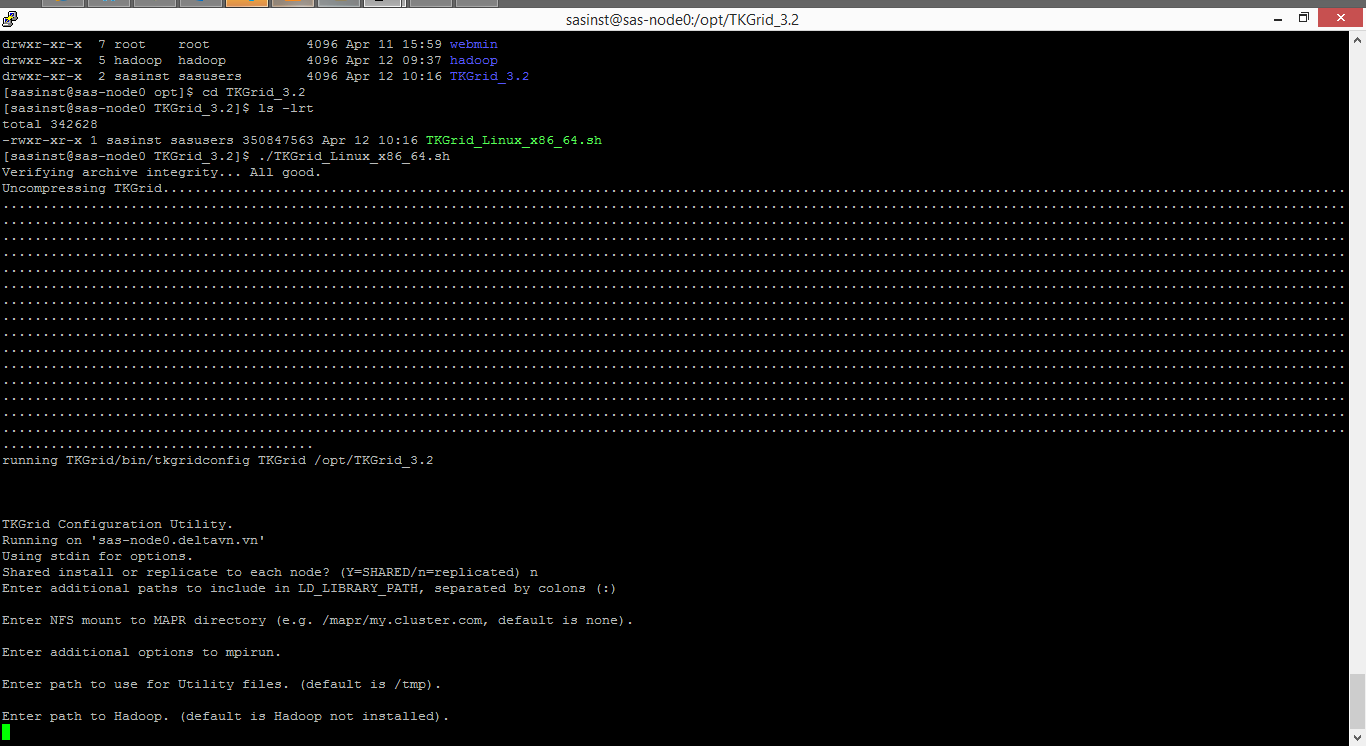 sasinst@sas-node0:/opt/TKGrid_3.2
drwxr-xr-x  7 root    root            4096 Apr 11 15:59 webmin
drwxr-xr-x  5 hadoop  hadoop          4096 Apr 12 09:37 hadoop
drwxr-xr-x  2 sasinst sasusers        4096 Apr 12 10:16 TKGrid_3.2
[sasinst@sas-node0 opt]$ cd TKGrid_3.2
[sasinst@sas-node0 TKGrid_3.2]$ ls -lrt
total 342628
-rwxr-xr-x 1 sasinst sasusers 350847563 Apr 12 10:16 TKGrid_Linux_x86_64.sh
[sasinst@sas-node0 TKGrid_3.2]$ ./TKGrid_Linux_x86_64.sh
Verifying archive integrity... All good.
Uncompressing TKGrid....................................................................................................................................................
running TKGrid/bin/tkgridconfig TKGrid /opt/TKGrid_3.2
TKGrid Configuration Utility.
Running on 'sas-node0.deltavn.vn'
Using stdin for options.
Shared install or replicate to each node? (Y=SHARED/n=replicated) n
Enter additional paths to include in LD_LIBRARY_PATH, separated by colons (:)
Enter NFS mount to MAPR directory (e.g. /mapr/my.cluster.com, default is none).
Enter additional options to mpirun.
Enter path to use for Utility files. (default is /tmp).
Enter path to Hadoop. (default is Hadoop not installed).